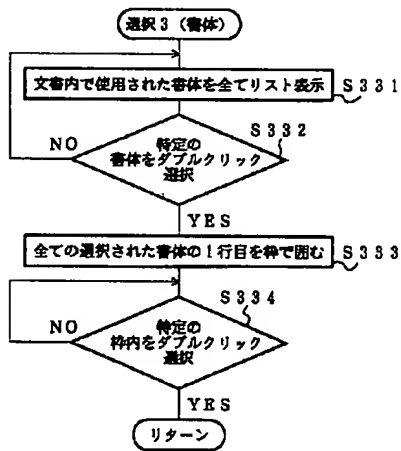 選択3(書体)
文書内で使用された書体を全てリスト表示
S331
S332
NO
特定の
書体をダブルクリック
選択
YES
全ての選択された書体の1行目を枠で囲む
S333
S334
NO
特定の
枠内をダブルクリック
選択
YES
リターン